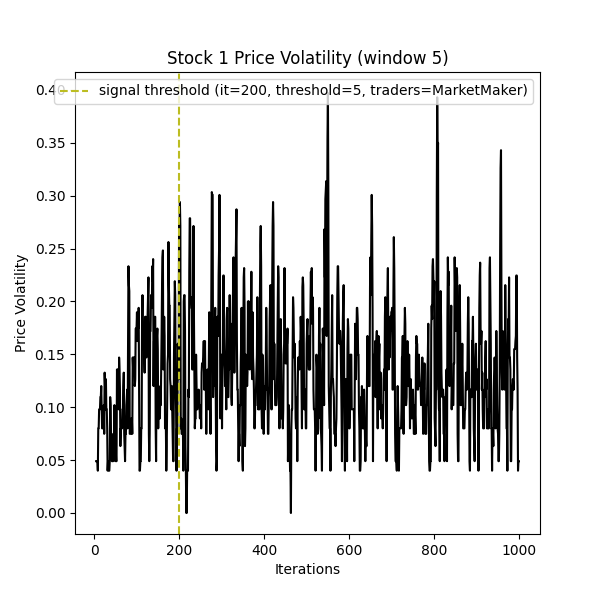 Stock 1 Price Volatility (window 5)
signal threshold (it=200, threshold=5, traders=MarketMaker)
Price Volatility
0.40
0.35
0.30
0.25
0.20
0.15
0.10
0.05
0.00
0 200 400 600 800 1000
Iterations